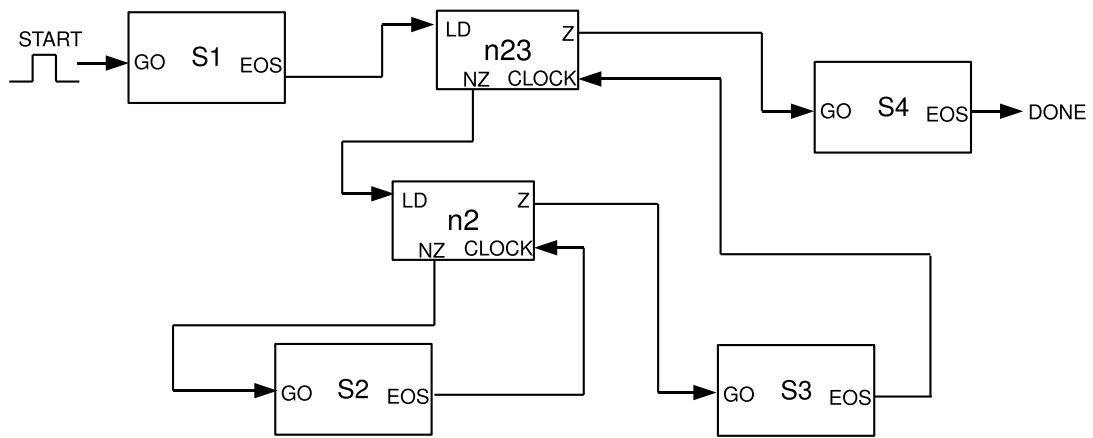 START
GO S1 EOS
LD Z
n23
NZ CLOCK
GO S4 EOS
DONE
LD Z
n2
NZ CLOCK
GO S2 EOS
GO S3 EOS